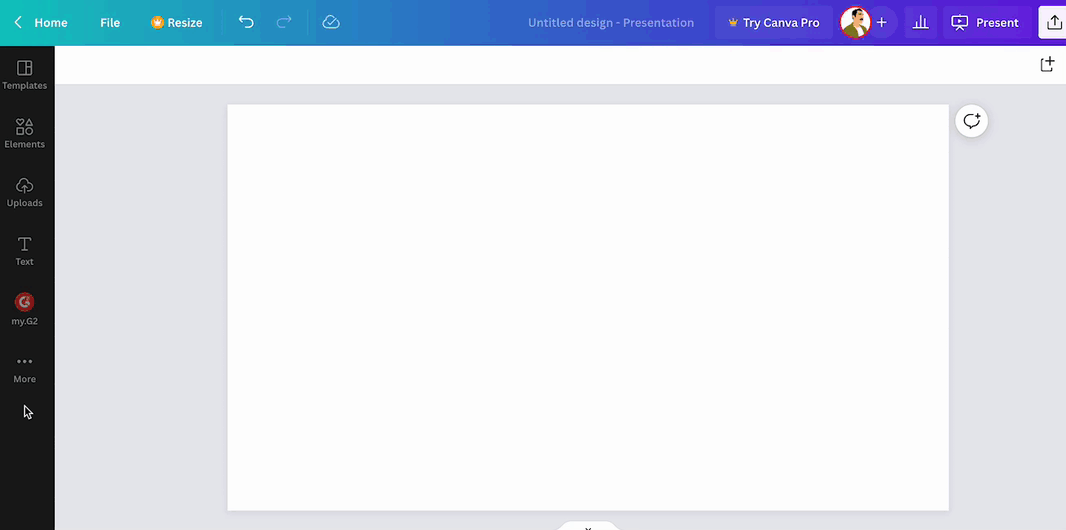 Home File Resize Untitled design - Presentation Try Canva Pro Present
Templates
Elements
Uploads
Text
my.G2
More